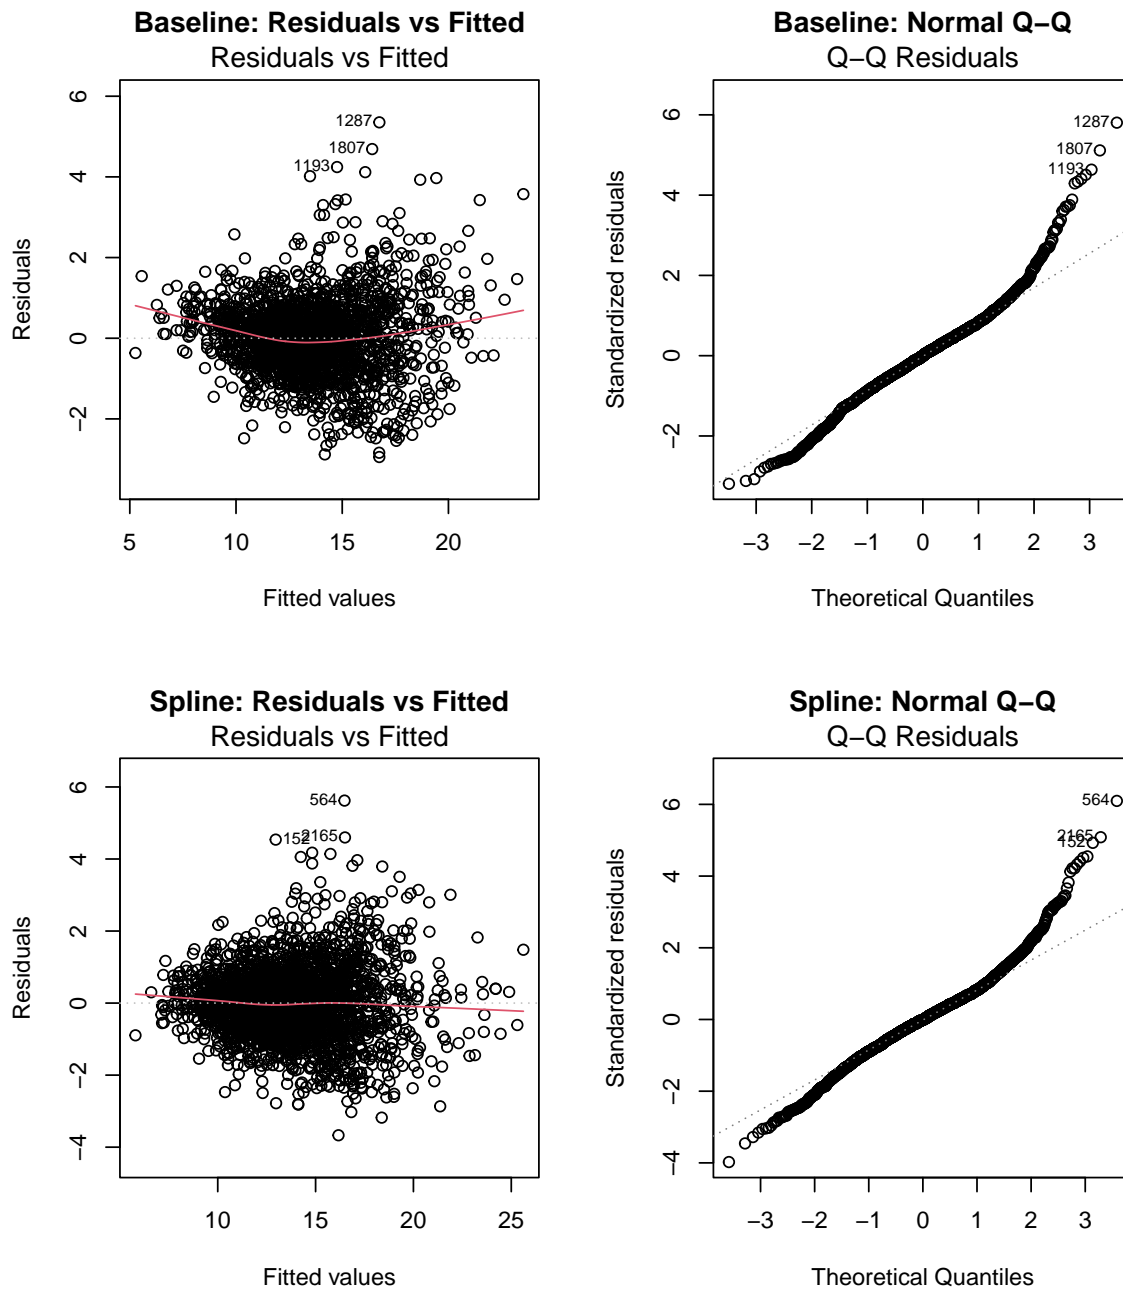 Baseline: Residuals vs Fitted
Residuals vs Fitted
6
4
2
0
−2
Residuals
1287
1807
1193
5 10 15 20
Fitted values
Baseline: Normal Q−Q
Q−Q Residuals
6
4
2
0
−2
Standardized residuals
1287
1807
1193
−3 −2 −1 0 1 2 3
Theoretical Quantiles
Spline: Residuals vs Fitted
Residuals vs Fitted
6
4
2
0
−2
−4
Residuals
564
152 2165
10 15 20 25
Fitted values
Spline: Normal Q−Q
Q−Q Residuals
6
4
2
0
−2
−4
Standardized residuals
564
2165
152
−3 −2 −1 0 1 2 3
Theoretical Quantiles